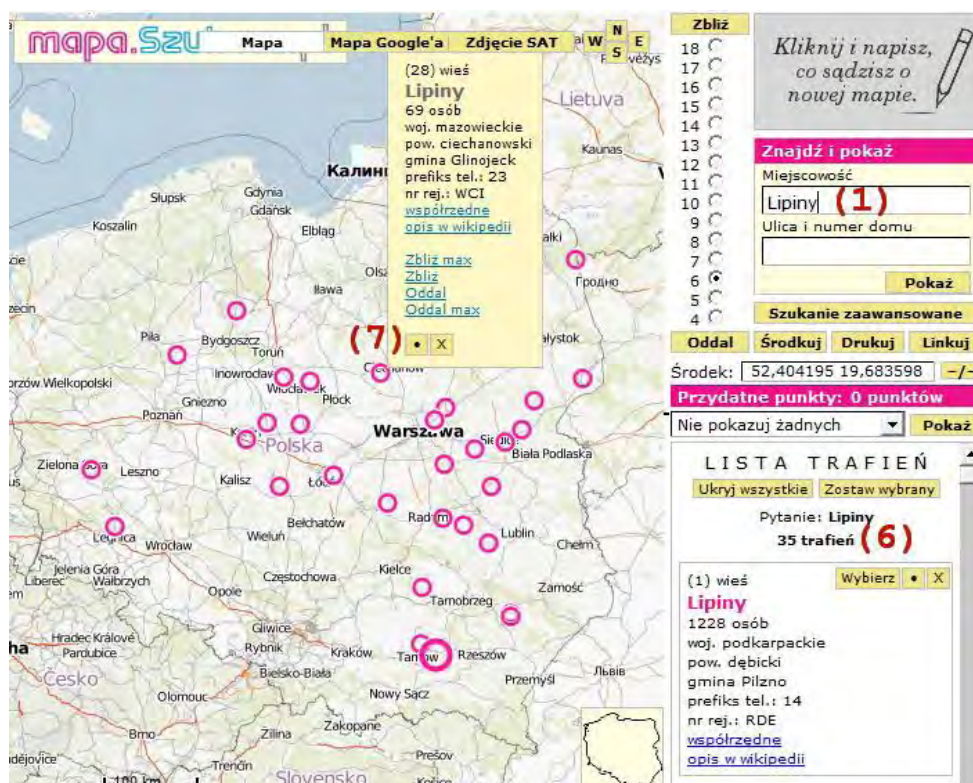 mapa.Szu
Mapa
Mapa Google'a
Zdjęcie SAT
N
W
E
S
(28) wieś
Lipiny
69 osób
woj. mazowieckie
pow. ciechanowski
gmina Glinojeck
prefiks tel.: 23
nr rej.: WCI
współrzędne
opis w wikipedii
Zbliż max
Zbliż
Oddal
Oddal max
(7)
• X
Lietuva
Kaunas
Słupsk
Gdynia
Gdańsk
Koszalin
Elbląg
Iława
Гродно
Piła
Bydgoszcz
Toruń
Inowrocław
Włocławek
Płock
Ciechanów
Gniezno
Poznań
Polska
Warszawa
Siedlce
Biała Podlaska
Zielona Góra
Leszno
Kalisz
Łódź
Bełchatów
Radom
Lublin
Legnica
Wrocław
Wieluń
Chełm
Jelenia Góra
Liberec
Wałbrzych
Częstochowa
Kielce
Opole
Zamość
Tarnobrzeg
Gliwice
Hradec Králové
Rybnik
Kraków
Tarnów
Rzeszów
Pardubice
Bielsko-Biała
Przemyśl
Львів
Česko
Nowy Sącz
Olomouc
Zakopane
Brno
Žilina
Prešov
Trenčín
Slovensko
100 km
Zbliż
18
17
16
15
14
13
12
11
10
9
8
7
6
5
4
Oddal
Kliknij i napisz,
co sądzisz o
nowej mapie.
Znajdź i pokaż
Miejscowość
Lipiny (1)
Ulica i numer domu
Pokaż
Szukanie zaawansowane
Środkuj
Drukuj
Linkuj
Środek: 52,404195 19,683598
Przydatne punkty: 0 punktów
Nie pokazuj żadnych
Pokaż
LISTA TRAFIEŃ
Ukryj wszystkie
Zostaw wybrany
Pytanie: Lipiny
35 trafień (6)
(1) wieś
Wybierz • X
Lipiny
1228 osób
woj. podkarpackie
pow. dębicki
gmina Pilzno
prefiks tel.: 14
nr rej.: RDE
współrzędne
opis w wikipedii